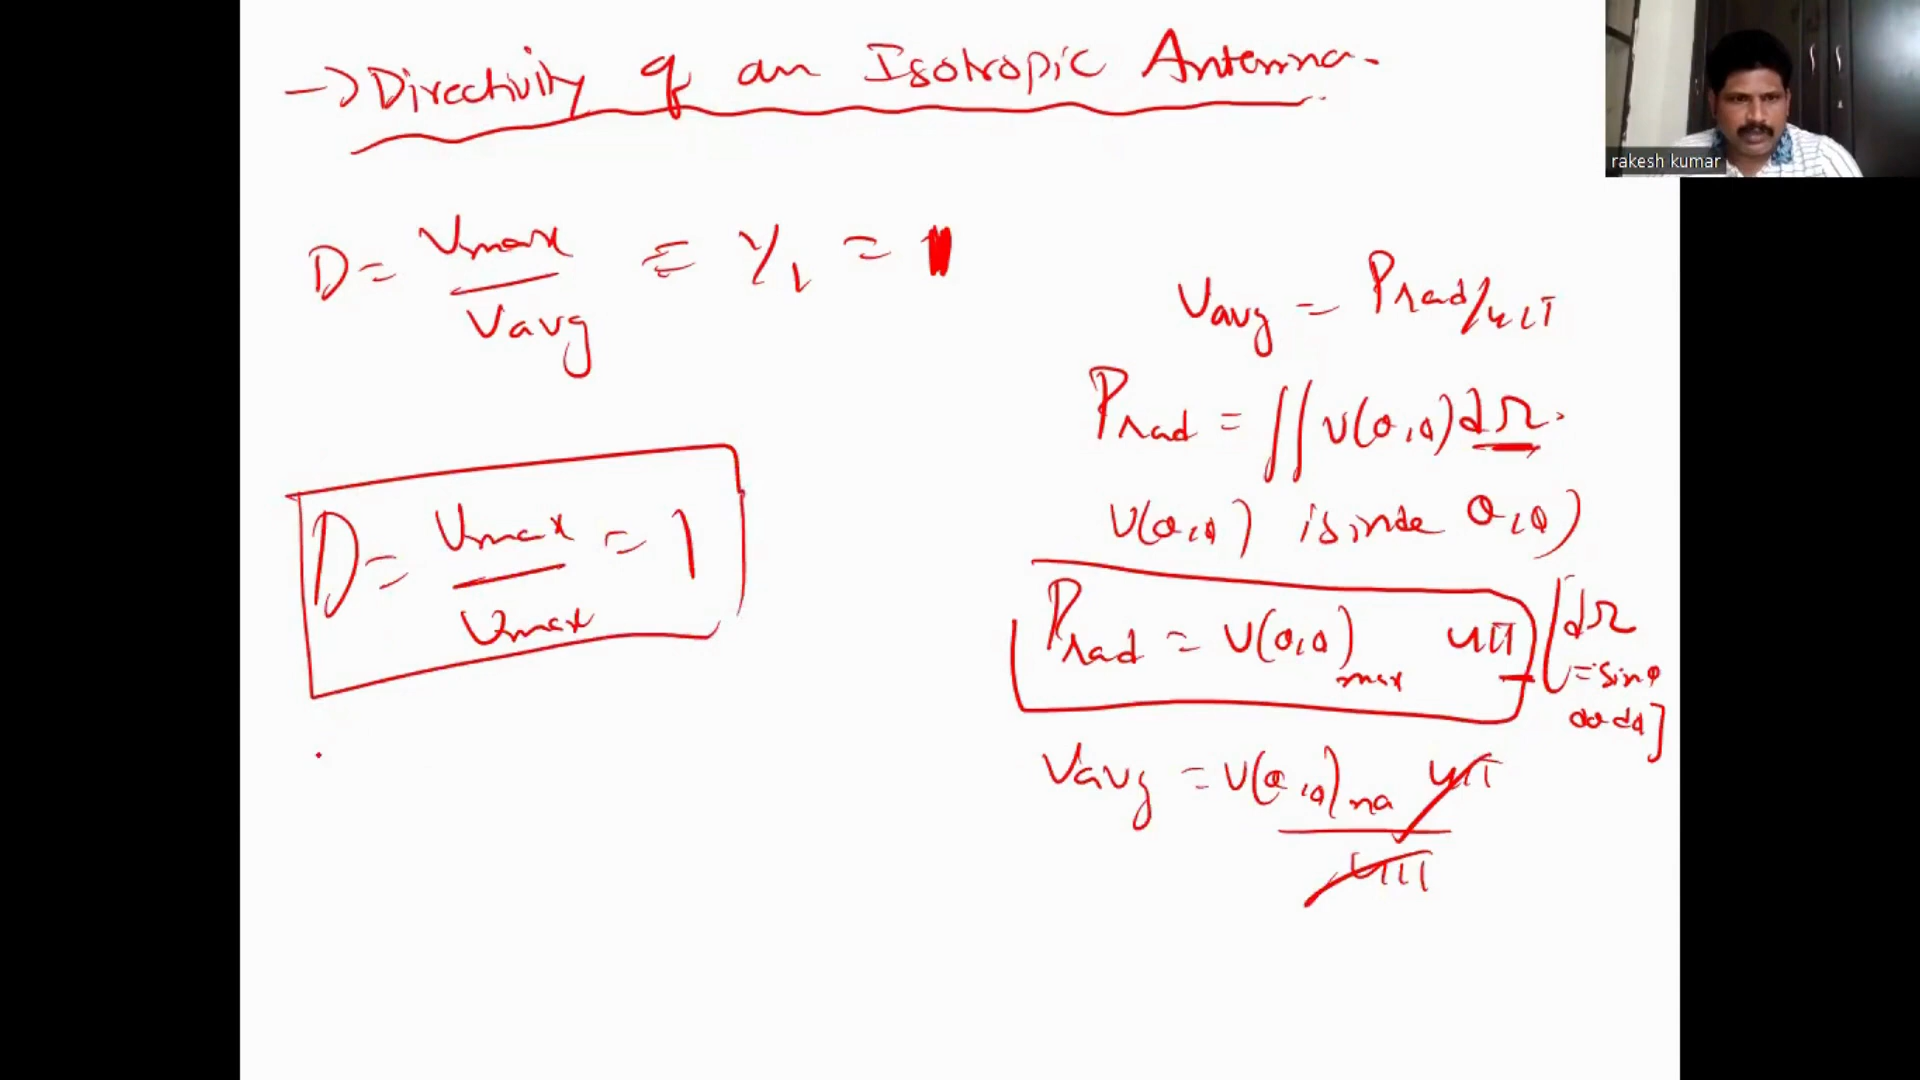 → Directivity of an Isotropic Antenna.
rakesh kumar
D = Umax / Uavg = 1/1 = 1
Uavg = Prad/4π
Prad = ∬ U(θ,φ) dΩ.
U(θ,φ) is inde θ,φ)
D = Umax / Umax = 1
Prad = U(θ,φ)max 4π
[dΩ
= sinθ
dθ dφ]
Uavg = U(θ,φ)ma 4π
4π